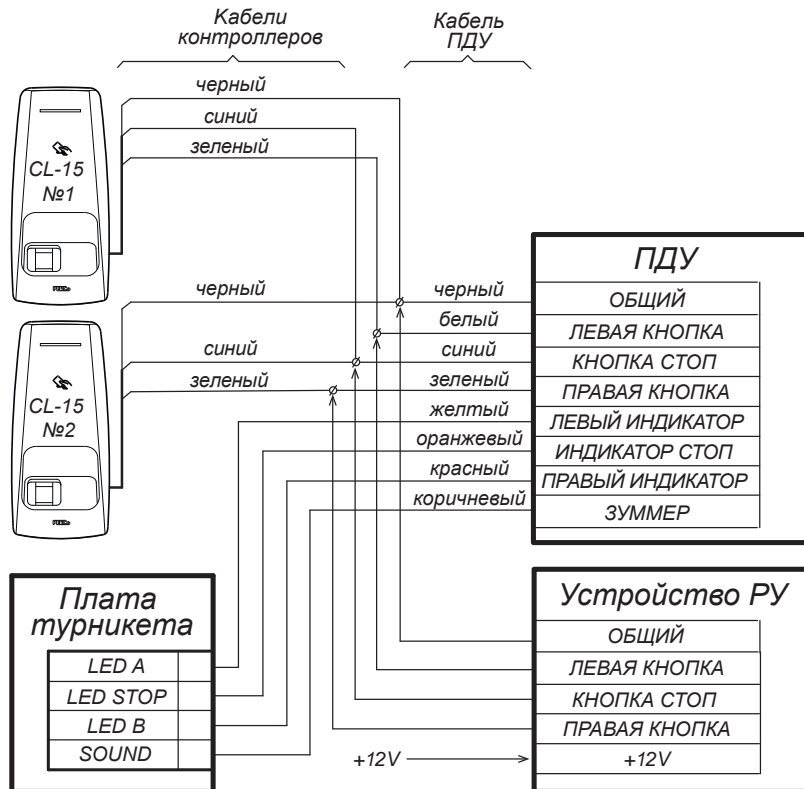 Кабели
контроллеров
Кабель
ПДУ
черный
синий
зеленый
CL-15
№1
PERCo
черный
синий
зеленый
CL-15
№2
PERCo
черный
белый
синий
зеленый
желтый
оранжевый
красный
коричневый
ПДУ
ОБЩИЙ
ЛЕВАЯ КНОПКА
КНОПКА СТОП
ПРАВАЯ КНОПКА
ЛЕВЫЙ ИНДИКАТОР
ИНДИКАТОР СТОП
ПРАВЫЙ ИНДИКАТОР
ЗУММЕР
Плата
турникета
LED A
LED STOP
LED B
SOUND
Устройство РУ
ОБЩИЙ
ЛЕВАЯ КНОПКА
КНОПКА СТОП
ПРАВАЯ КНОПКА
+12V
+12V